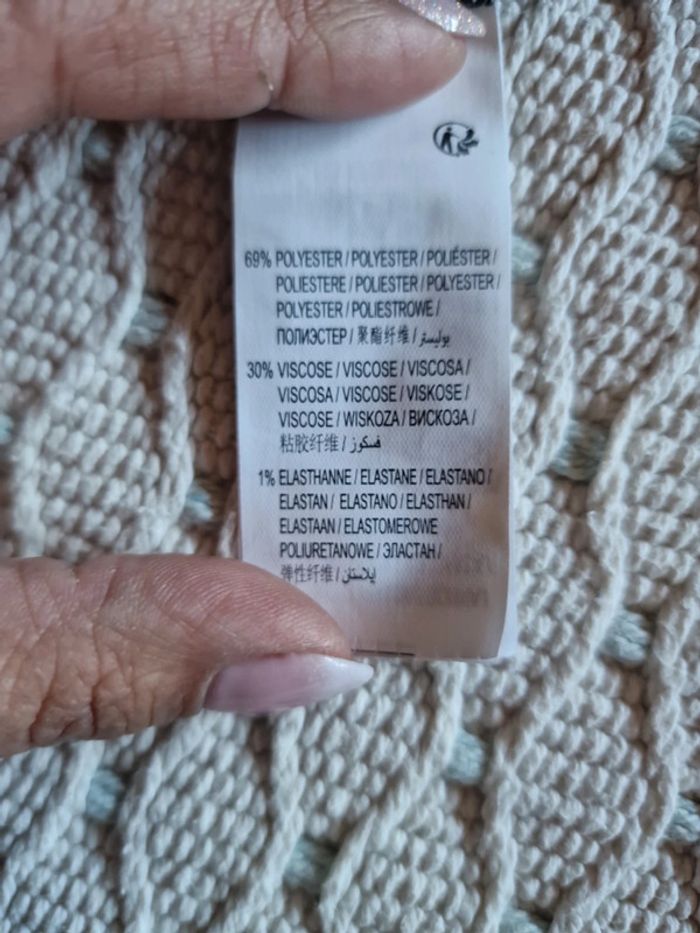 69% POLYESTER / POLYESTER / POLIÉSTER /
POLIESTERE / POLIESTER / POLYESTER /
POLYESTER / POLIESTROWE /
ПОЛИЭСТЕР / 聚酯纤维 / بوليستر
30% VISCOSE / VISCOSE / VISCOSA /
VISCOSA / VISCOSE / VISKOSE /
VISCOSE / WISKOZA / ВИСКОЗА /
粘胶纤维 / فسكوز
1% ELASTHANNE / ELASTANE / ELASTANO /
ELASTAN / ELASTANO / ELASTHAN /
ELASTAAN / ELASTOMEROWE
POLIURETANOWE / ЭЛАСТАН /
弹性纤维 / إيلاستان